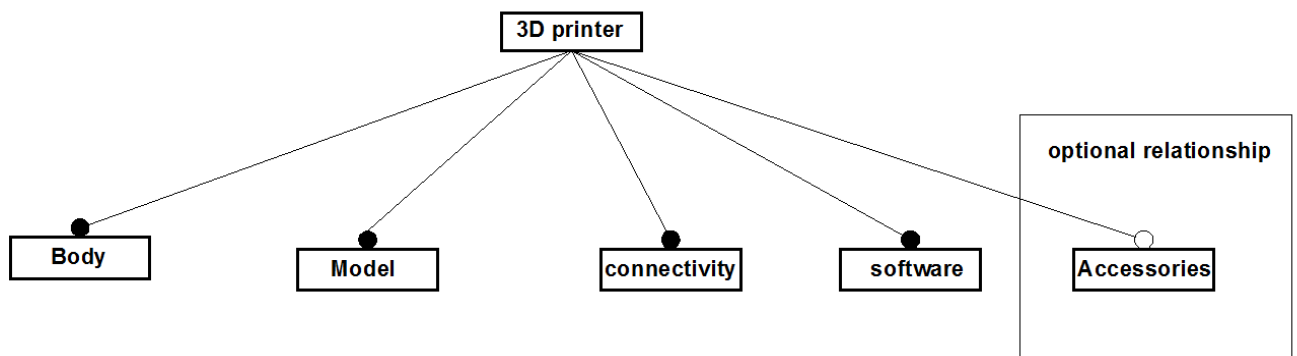 3D printer
optional relationship
Body
Model
connectivity
software
Accessories